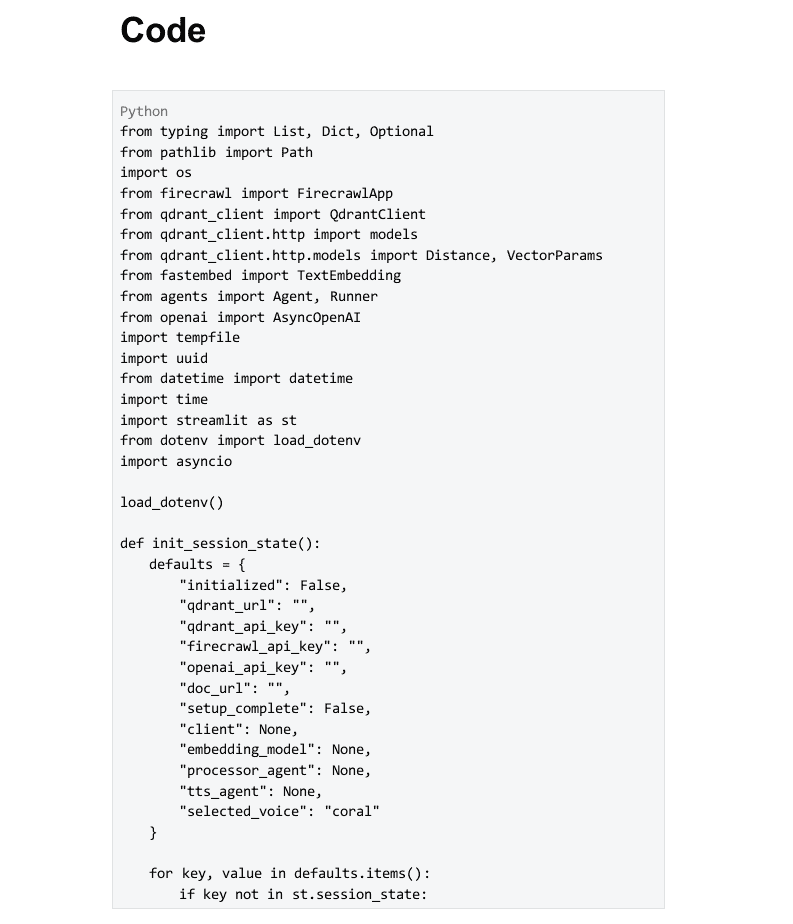 Code
Python
from typing import List, Dict, Optional
from pathlib import Path
import os
from firecrawl import FirecrawlApp
from qdrant_client import QdrantClient
from qdrant_client.http import models
from qdrant_client.http.models import Distance, VectorParams
from fastembed import TextEmbedding
from agents import Agent, Runner
from openai import AsyncOpenAI
import tempfile
import uuid
from datetime import datetime
import time
import streamlit as st
from dotenv import load_dotenv
import asyncio

load_dotenv()

def init_session_state():
    defaults = {
        "initialized": False,
        "qdrant_url": "",
        "qdrant_api_key": "",
        "firecrawl_api_key": "",
        "openai_api_key": "",
        "doc_url": "",
        "setup_complete": False,
        "client": None,
        "embedding_model": None,
        "processor_agent": None,
        "tts_agent": None,
        "selected_voice": "coral"
    }

    for key, value in defaults.items():
        if key not in st.session_state: